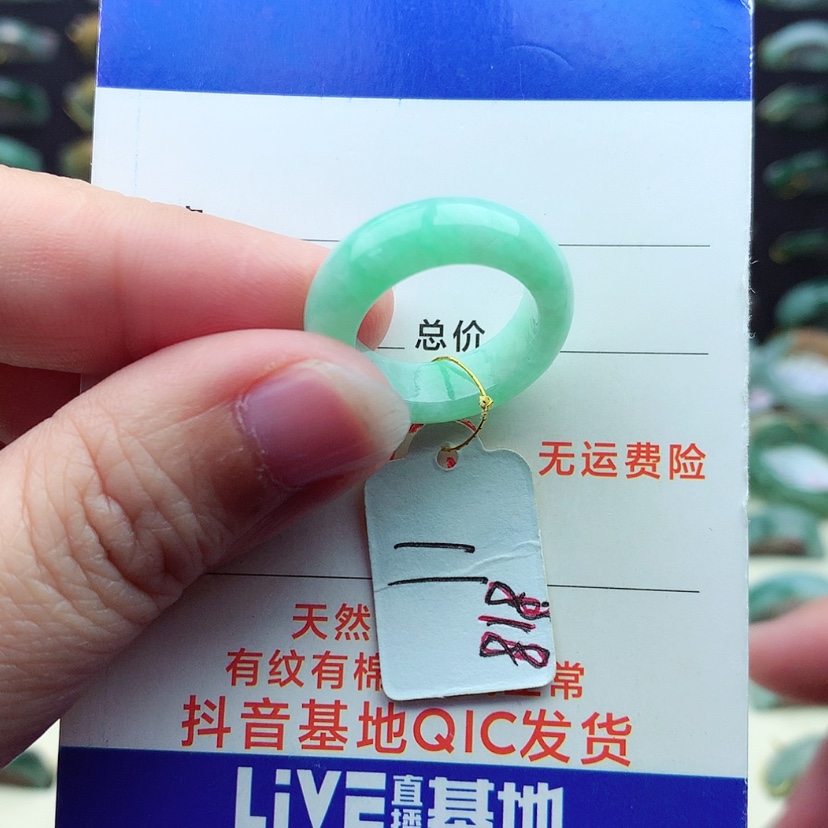 总价
无运费险
11
818
天然
有纹有棉
常
抖音基地QIC发货
LiVE直播基地